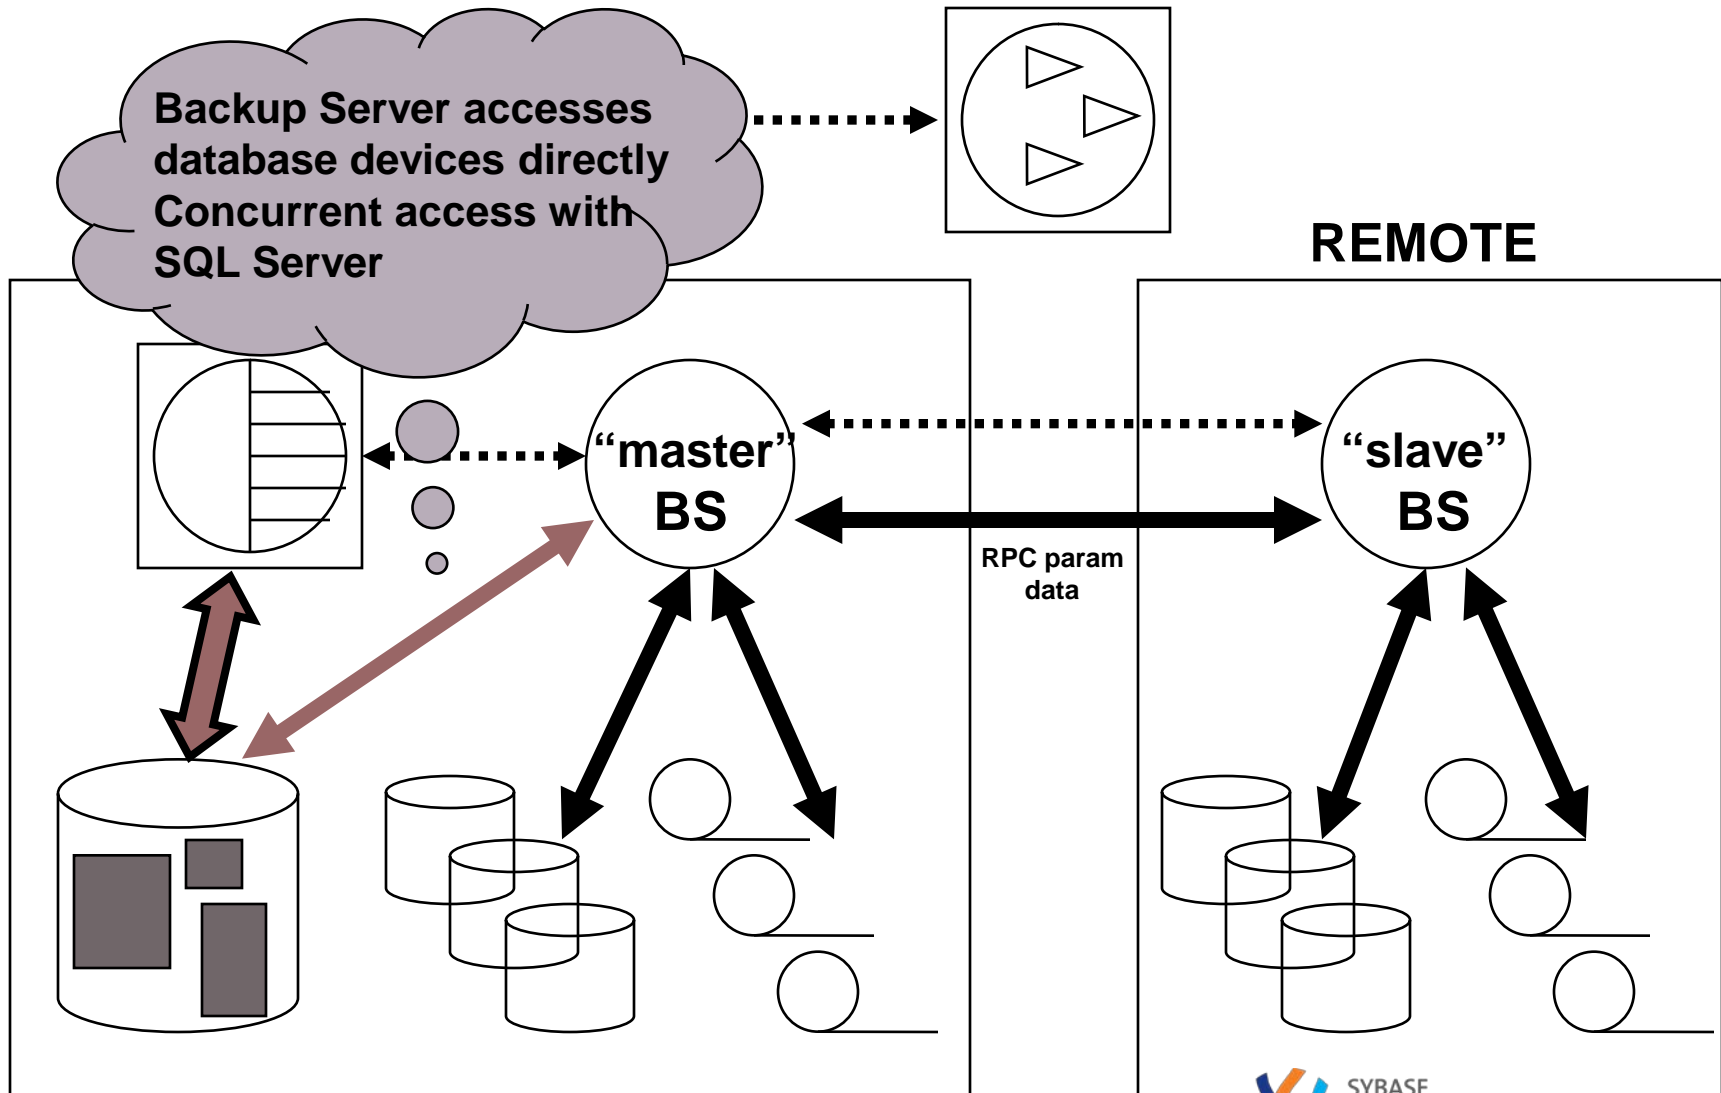 Backup Server accesses
database devices directly
Concurrent access with
SQL Server
REMOTE
“master”
BS
“slave”
BS
RPC param
data
SYBASE